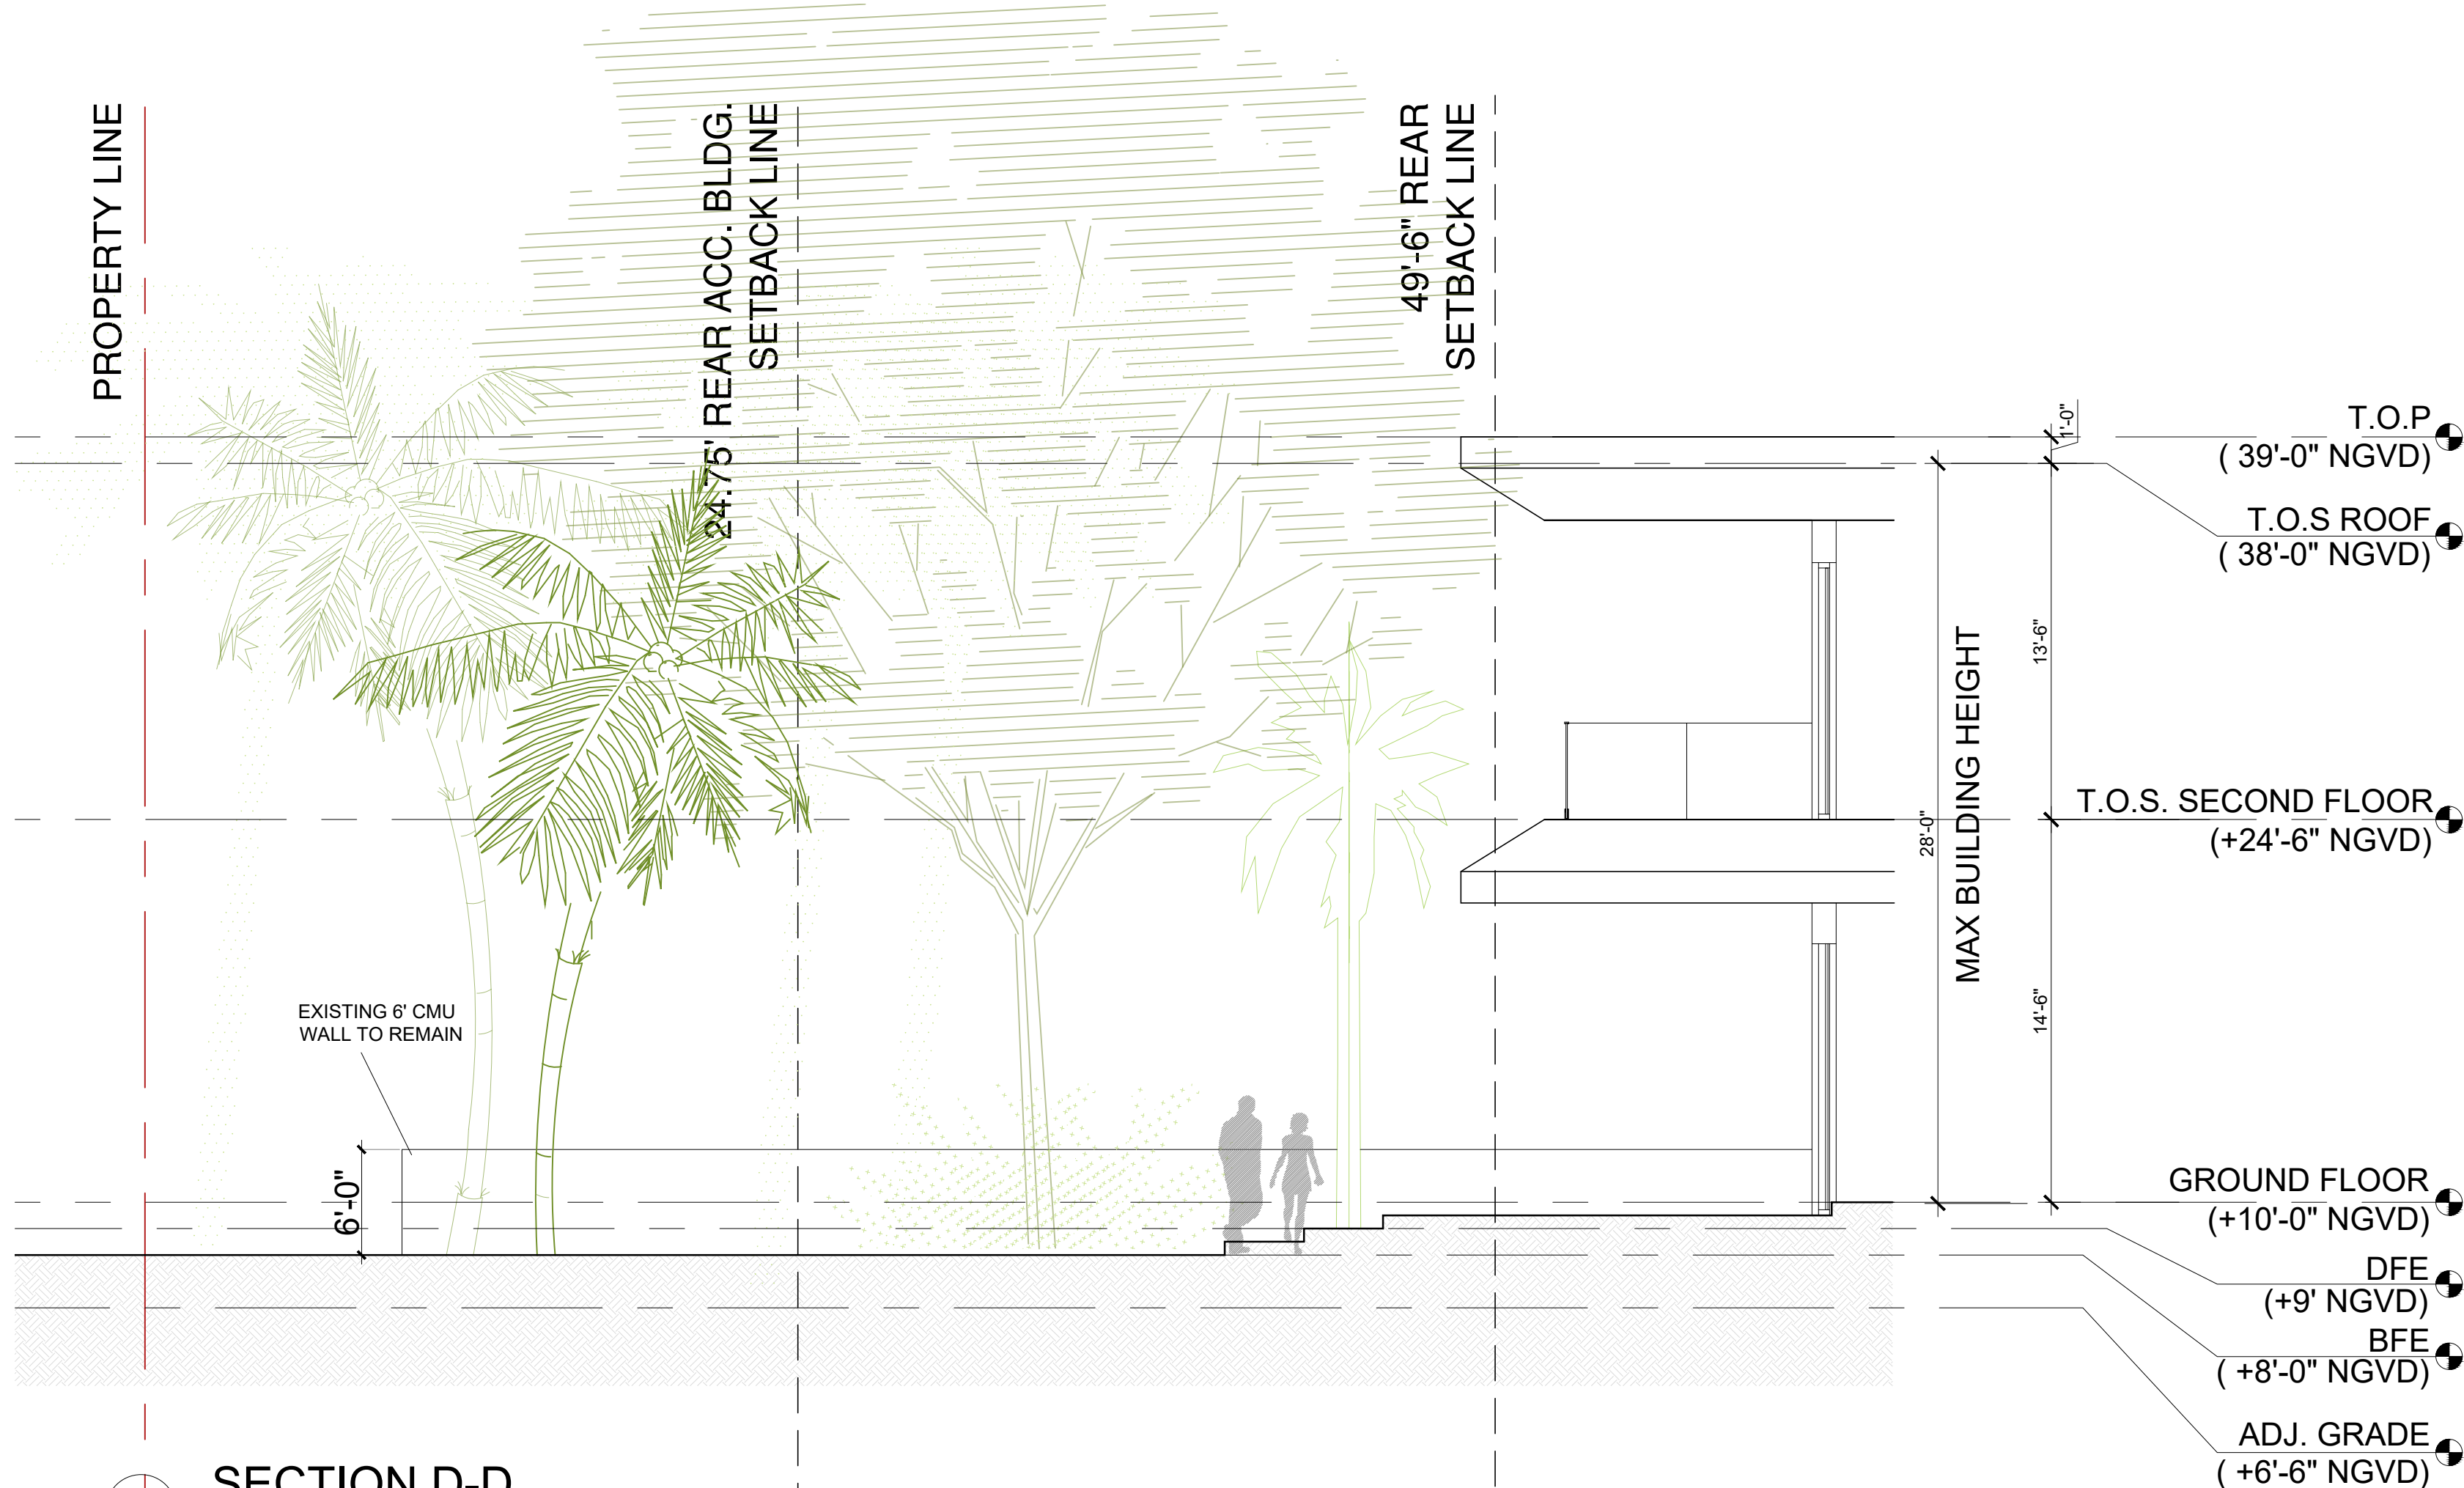 PROPERTY LINE
24.75' REAR ACC. BLDG.
SETBACK LINE
49'-6" REAR
SETBACK LINE
1'-0"
T.O.P
( 39'-0" NGVD)
T.O.S ROOF
( 38'-0" NGVD)
13'-6"
MAX BUILDING HEIGHT
28'-0"
T.O.S. SECOND FLOOR
(+24'-6" NGVD)
14'-6"
EXISTING 6' CMU
WALL TO REMAIN
6'-0"
GROUND FLOOR
(+10'-0" NGVD)
DFE
(+9' NGVD)
BFE
( +8'-0" NGVD)
ADJ. GRADE
( +6'-6" NGVD)
SECTION D-D